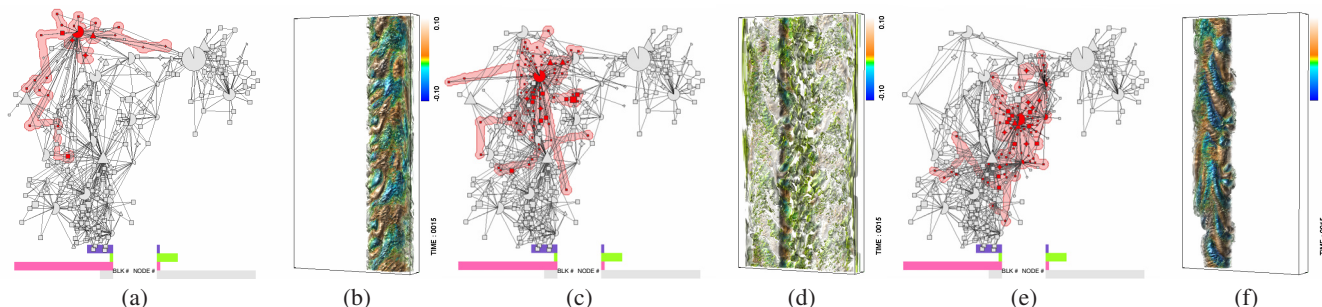 0.10
-0.10
TIME : 0015
BLK # NODE #
(a)
(b)
0.10
-0.10
TIME : 0015
BLK # NODE #
(c)
(d)
BLK # NODE #
(e)
(f)